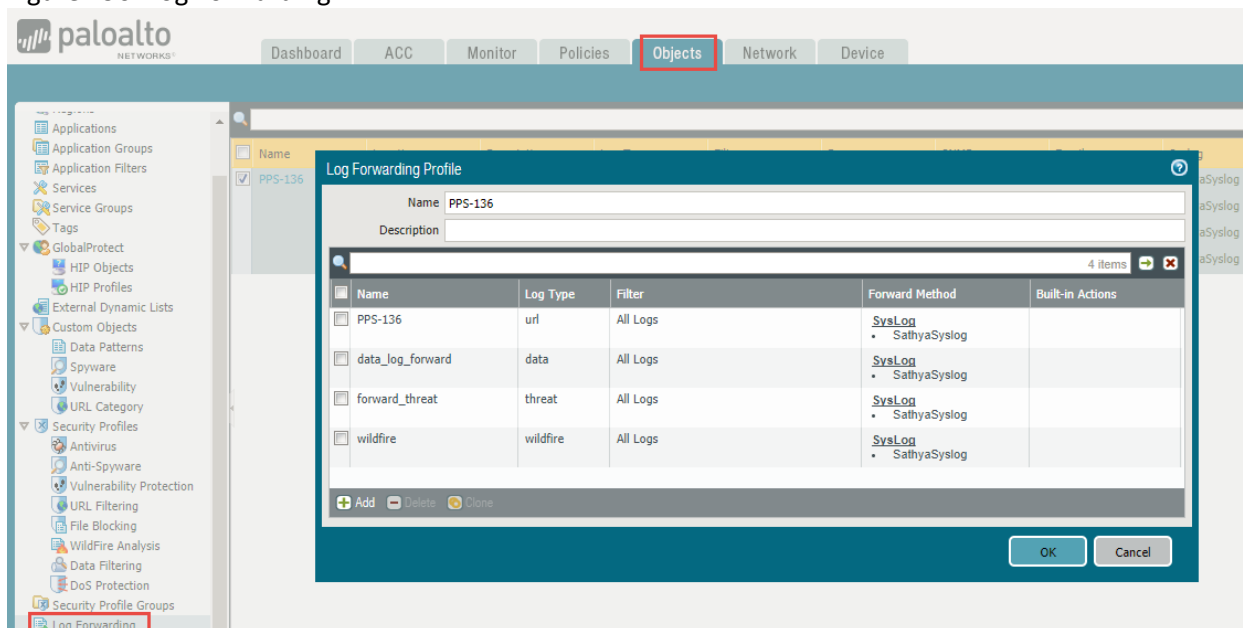 paloalto
NETWORKS
Dashboard ACC Monitor Policies Objects Network Device
Applications
Application Groups
Application Filters
Services
Service Groups
Tags
GlobalProtect
HIP Objects
HIP Profiles
External Dynamic Lists
Custom Objects
Data Patterns
Spyware
Vulnerability
URL Category
Security Profiles
Antivirus
Anti-Spyware
Vulnerability Protection
URL Filtering
File Blocking
WildFire Analysis
Data Filtering
DoS Protection
Security Profile Groups
Log Forwarding
Name
PPS-136
aSyslog
aSyslog
aSyslog
aSyslog
Log Forwarding Profile
Name PPS-136
Description
4 items
Name Log Type Filter Forward Method Built-in Actions
PPS-136 url All Logs SysLog
• SathyaSyslog
data_log_forward data All Logs SysLog
• SathyaSyslog
forward_threat threat All Logs SysLog
• SathyaSyslog
wildfire wildfire All Logs SysLog
• SathyaSyslog
Add Delete Clone
OK Cancel